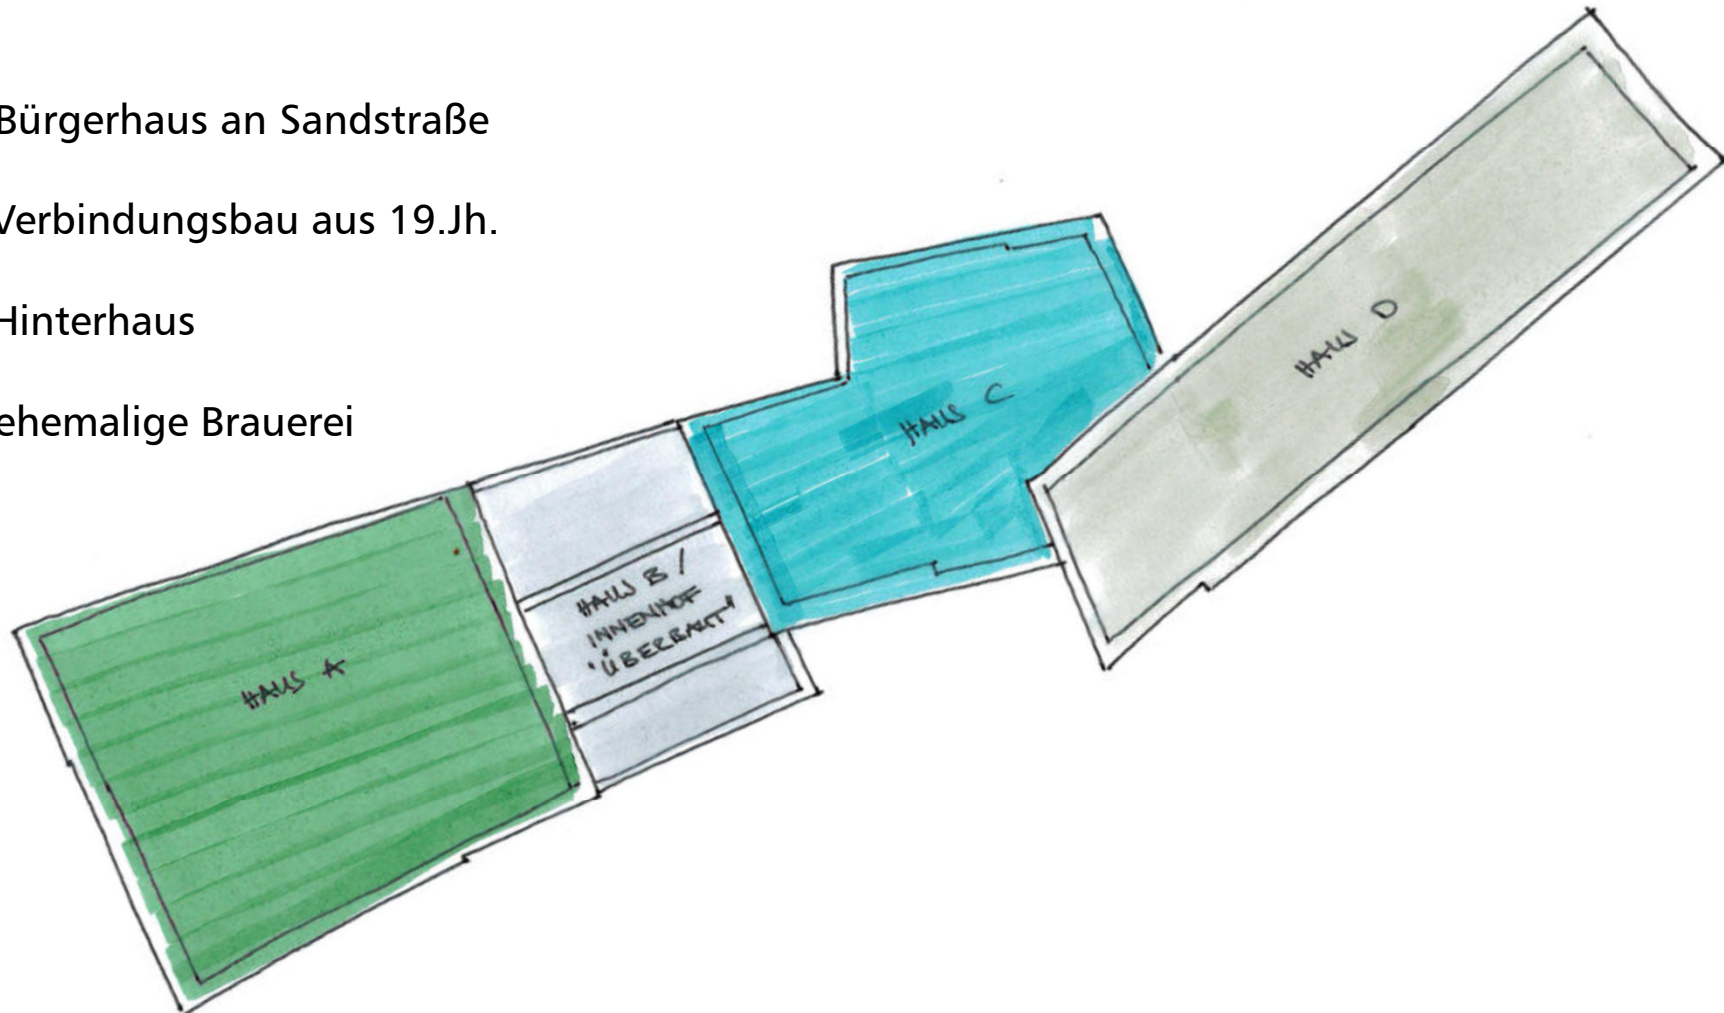 Bürgerhaus an Sandstraße
Verbindungsbau aus 19.Jh.
Hinterhaus
ehemalige Brauerei
HAUS A
HAUS B /
INNENHOF
"ÜBERBAUT"
HAUS C
HAUS D